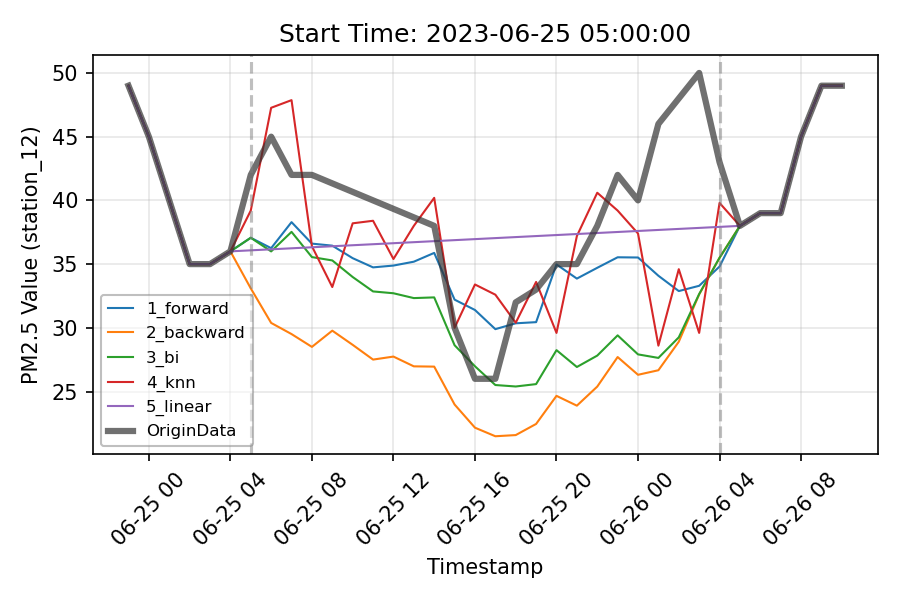 Start Time: 2023-06-25 05:00:00
PM2.5 Value (station_12)
50
45
40
35
30
25
1_forward
2_backward
3_bi
4_knn
5_linear
OriginData
06-25 00
06-25 04
06-25 08
06-25 12
06-25 16
06-25 20
06-26 00
06-26 04
06-26 08
Timestamp